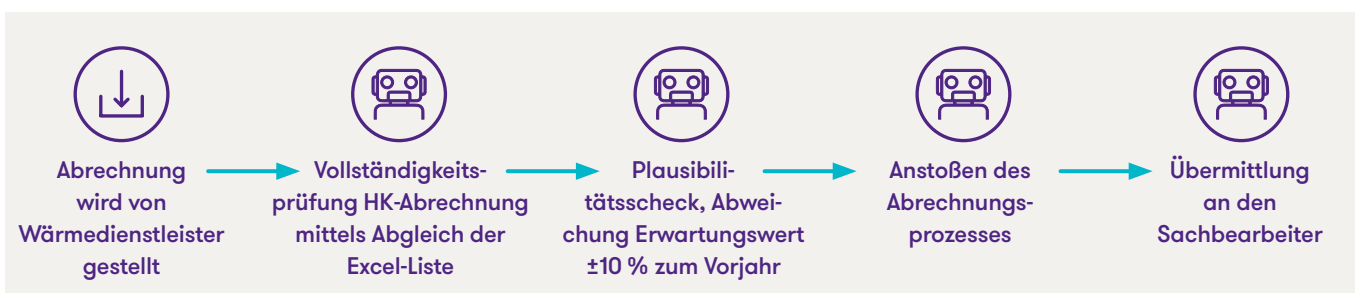 Abrechnung
wird von
Wärmedienstleister
gestellt
Vollständigkeits-
prüfung HK-Abrechnung
mittels Abgleich der
Excel-Liste
Plausibili-
tätsscheck, Abwei-
chung Erwartungswert
±10 % zum Vorjahr
Anstoßen des
Abrechnungs-
prozesses
Übermittlung
an den
Sachbearbeiter